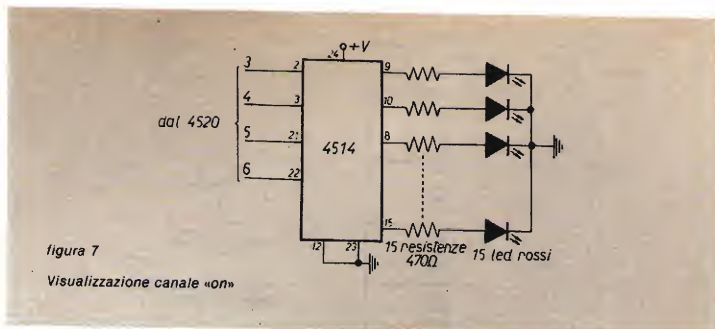 +V
24
3 2 9
4 3 10
dal 4520
5 21 8
4514
6 22
15
12 23
15 resistenze 15 led rossi
470Ω
figura 7
Visualizzazione canale «on»